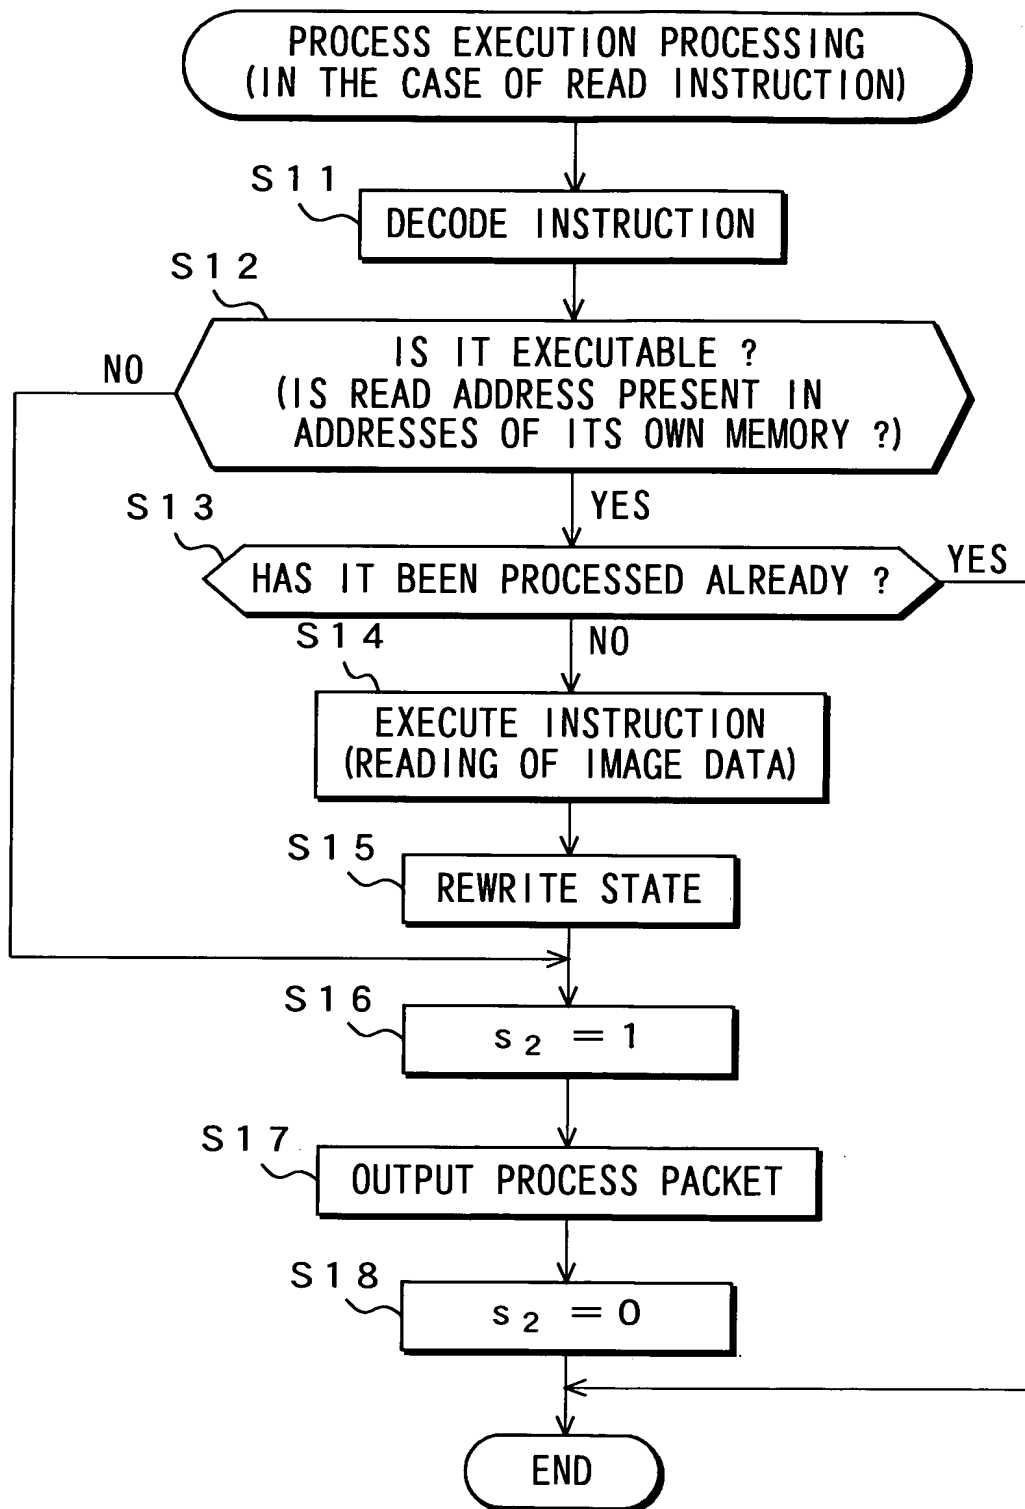 PROCESS EXECUTION PROCESSING
(IN THE CASE OF READ INSTRUCTION)
S11
DECODE INSTRUCTION
S12
IS IT EXECUTABLE ?
(IS READ ADDRESS PRESENT IN
ADDRESSES OF ITS OWN MEMORY ?)
NO
YES
S13
HAS IT BEEN PROCESSED ALREADY ?
YES
NO
S14
EXECUTE INSTRUCTION
(READING OF IMAGE DATA)
S15
REWRITE STATE
S16
s₂ = 1
S17
OUTPUT PROCESS PACKET
S18
s₂ = 0
END